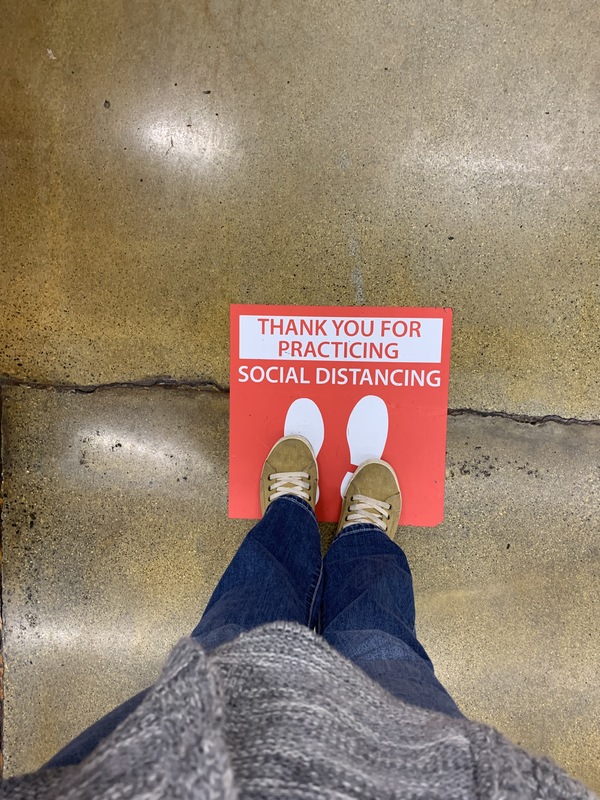 THANK YOU FOR
PRACTICING
SOCIAL DISTANCING